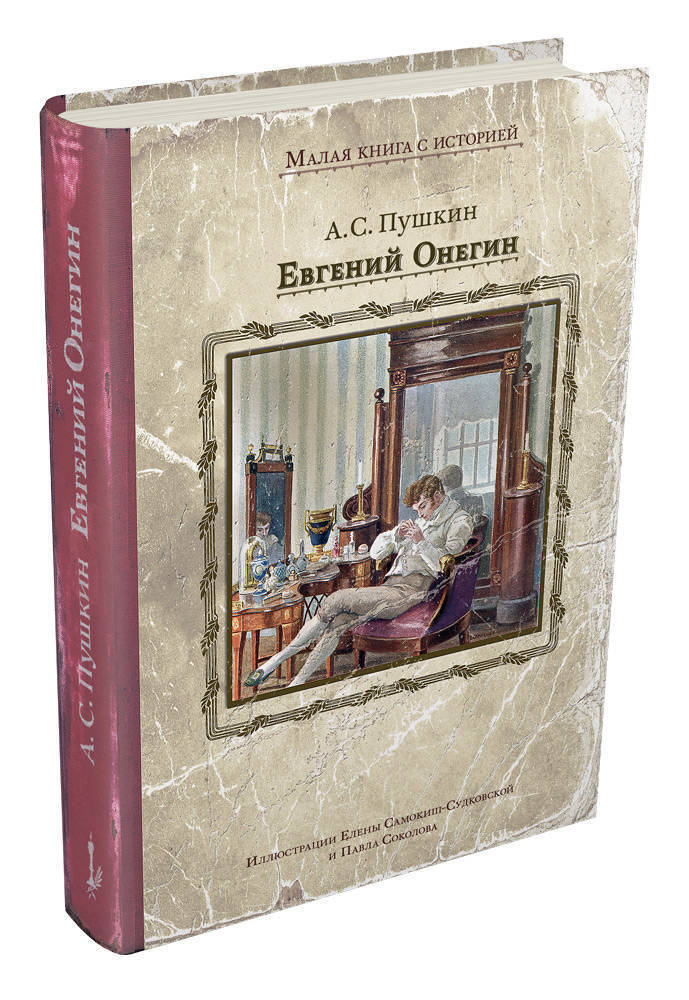 Малая книга с историей
А. С. Пушкин
Евгений Онегин
Иллюстрации Елены Самокиш-Судковской
и Павла Соколова
А. С. Пушкин Евгений Онегин